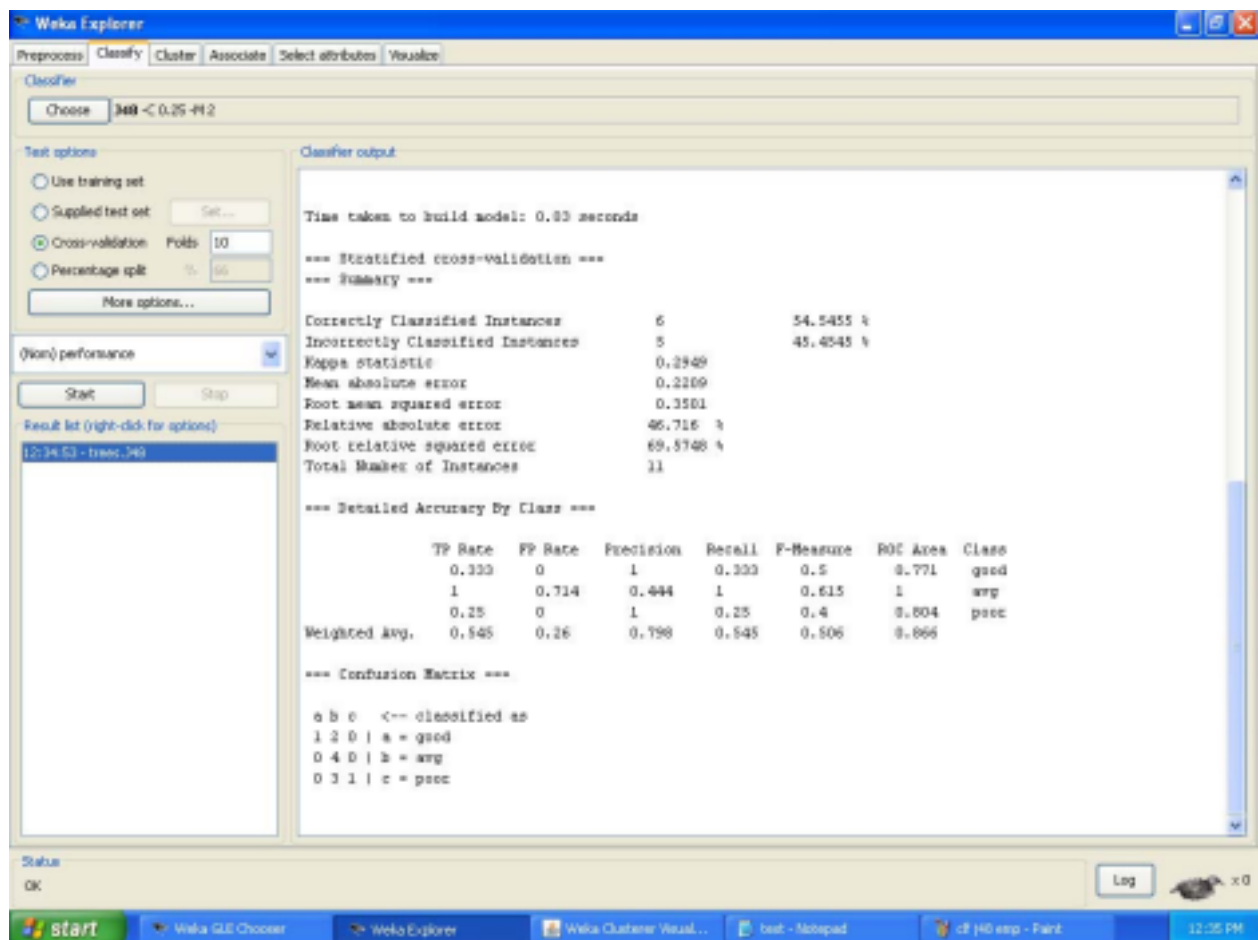 Weka Explorer
Preprocess Classify Cluster Associate Select attributes Visualize
Classifier
Choose J48 -C 0.25 -M 2
Test options
Use training set
Supplied test set Set...
Cross-validation Folds 10
Percentage split % 66
More options...
(Nom) performance
Start Stop
Result list (right-click for options)
12:34:53 - trees.J48
Classifier output
Time taken to build model: 0.03 seconds
=== Stratified cross-validation ===
=== Summary ===
Correctly Classified Instances 6 54.5455 %
Incorrectly Classified Instances 5 45.4545 %
Kappa statistic 0.2949
Mean absolute error 0.2209
Root mean squared error 0.3501
Relative absolute error 46.716 %
Root relative squared error 69.5748 %
Total Number of Instances 11
=== Detailed Accuracy By Class ===
TP Rate FP Rate Precision Recall F-Measure ROC Area Class
0.333 0 1 0.333 0.5 0.771 good
1 0.714 0.444 1 0.615 1 avg
0.25 0 1 0.25 0.4 0.804 poor
Weighted Avg. 0.545 0.26 0.798 0.545 0.506 0.866
=== Confusion Matrix ===
a b c <-- classified as
1 2 0 | a = good
0 4 0 | b = avg
0 3 1 | c = poor
Status
OK
Log x 0
start Weka GUI Chooser Weka Explorer Weka Clusterer Visual... test - Notepad clf j48 emp - Paint 12:35 PM